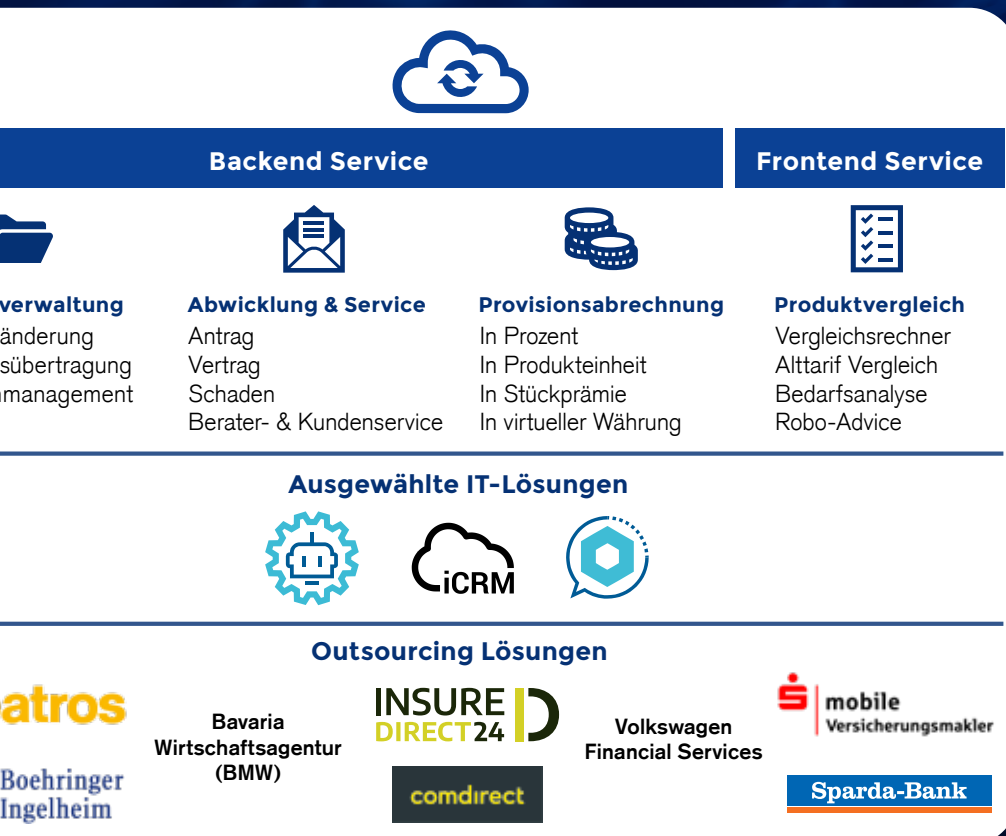 Backend Service
Frontend Service
verwaltung
änderung
sübertragung
management
Abwicklung & Service
Antrag
Vertrag
Schaden
Berater- & Kundenservice
Provisionsabrechnung
In Prozent
In Produkteinheit
In Stückprämie
In virtueller Währung
Produktvergleich
Vergleichsrechner
Alttarif Vergleich
Bedarfsanalyse
Robo-Advice
Ausgewählte IT-Lösungen
iCRM
Outsourcing Lösungen
atros
Bavaria
Wirtschaftsagentur
(BMW)
INSURE
DIRECT24
Volkswagen
Financial Services
mobile
Versicherungsmakler
Boehringer
Ingelheim
comdirect
Sparda-Bank